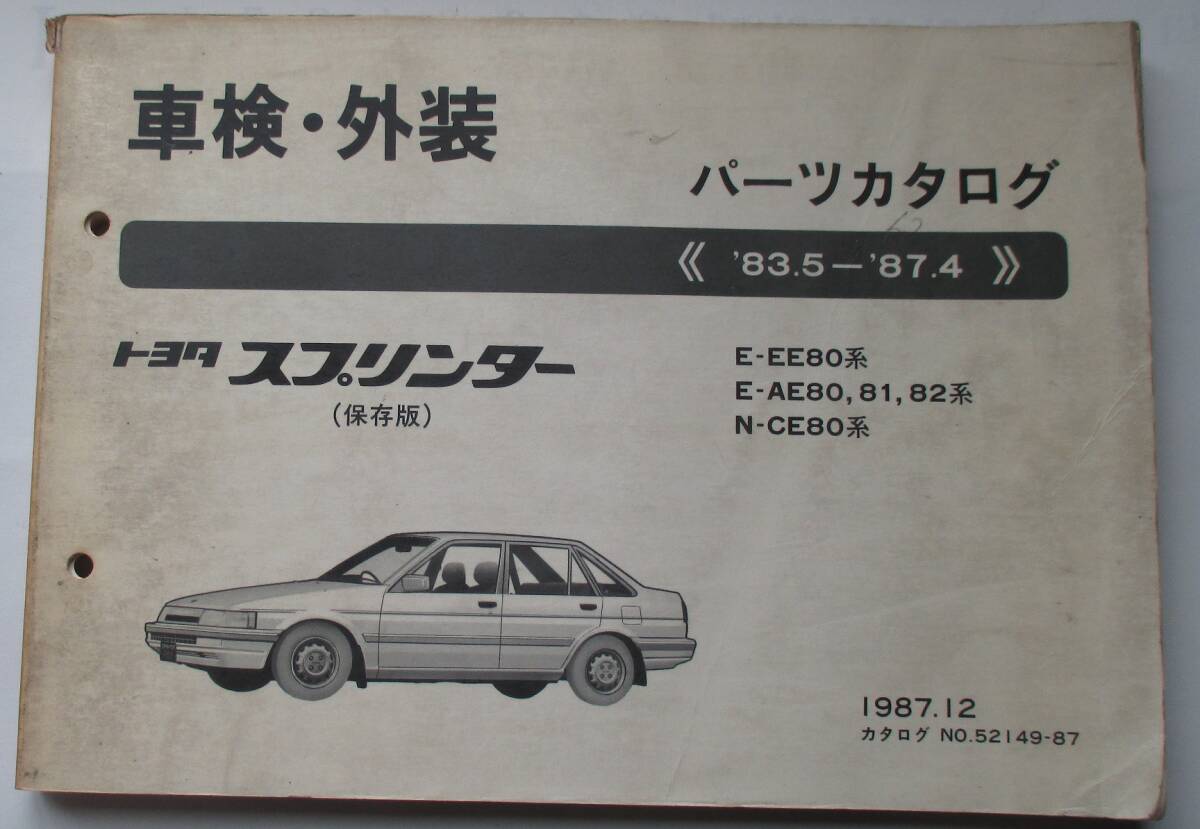 車検・外装
パーツカタログ
《 '83.5－'87.4 》
トヨタ スプリンター
(保存版)
E-EE80系
E-AE80, 81, 82系
N-CE80系
1987.12
カタログ NO.52149-87